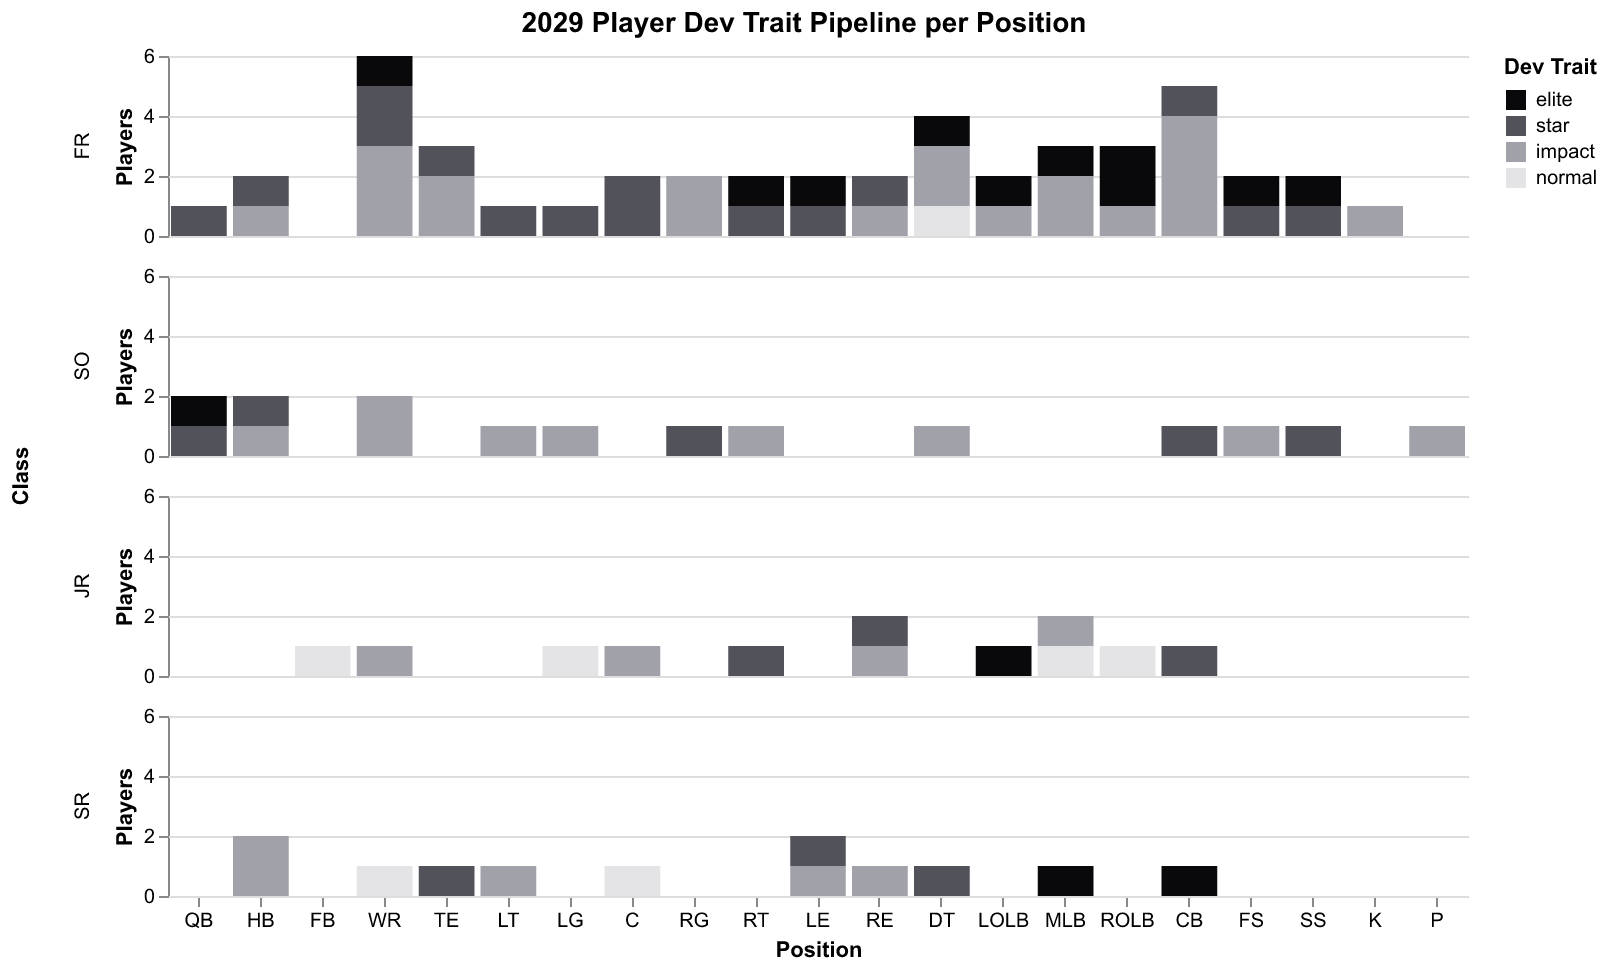 2029 Player Dev Trait Pipeline per Position
Dev Trait
elite
star
impact
normal
Class
FR
Players
6
4
2
0
SO
Players
6
4
2
0
JR
Players
6
4
2
0
SR
Players
6
4
2
0
QB HB FB WR TE LT LG C RG RT LE RE DT LOLB MLB ROLB CB FS SS K P
Position